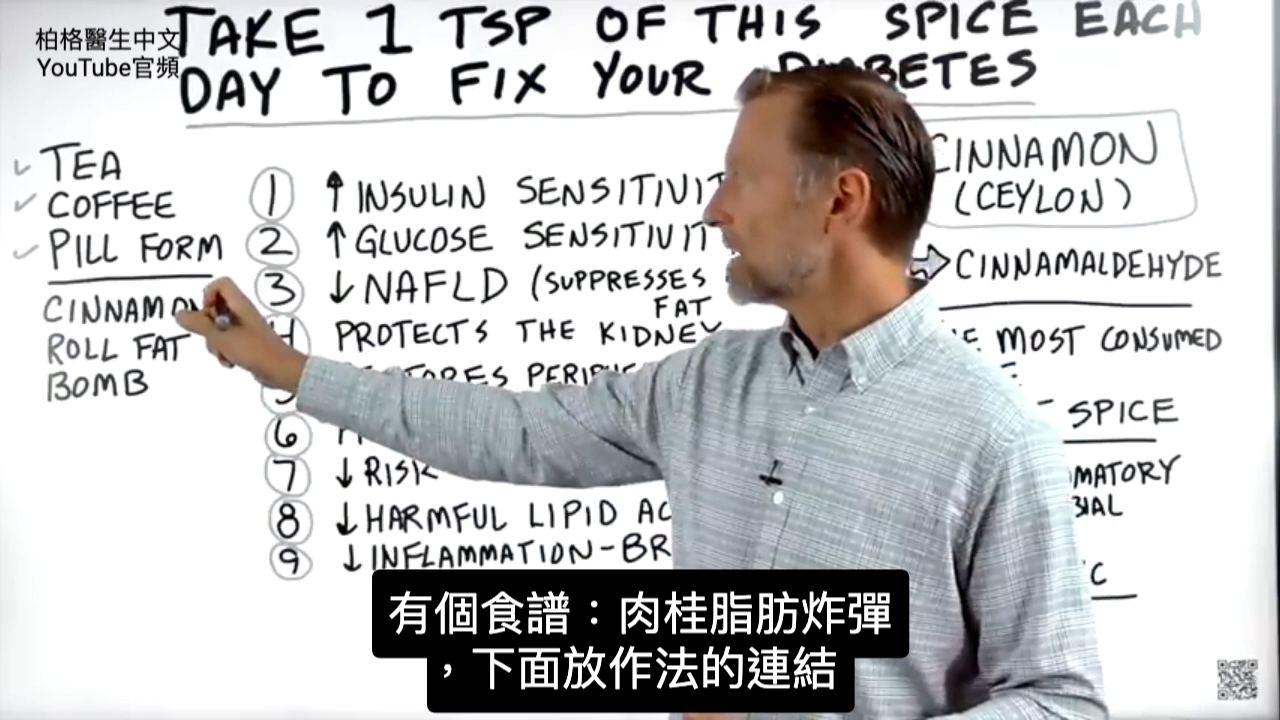 柏格醫生中文
YouTube官頻
TAKE 1 TSP OF THIS SPICE EACH
DAY TO FIX YOUR
TEA
COFFEE
PILL FORM
CINNAMON
ROLL FAT
BOMB
1 ↑ INSULIN
2 ↑ GLUCOSE
3 ↓ NAFLD (SUPPRESSES
FAT
PROTECTS THE KIDNEY
6
7 ↓ RISK
8 ↓ HARMFUL LIPID
9 ↓ INFLAMMATION-
CINNAMON
(CEYLON)
⇨ CINNAMALDEHYDE
MOST CONSUMED
SPICE
有個食譜：肉桂脂肪炸彈
，下面放作法的連結